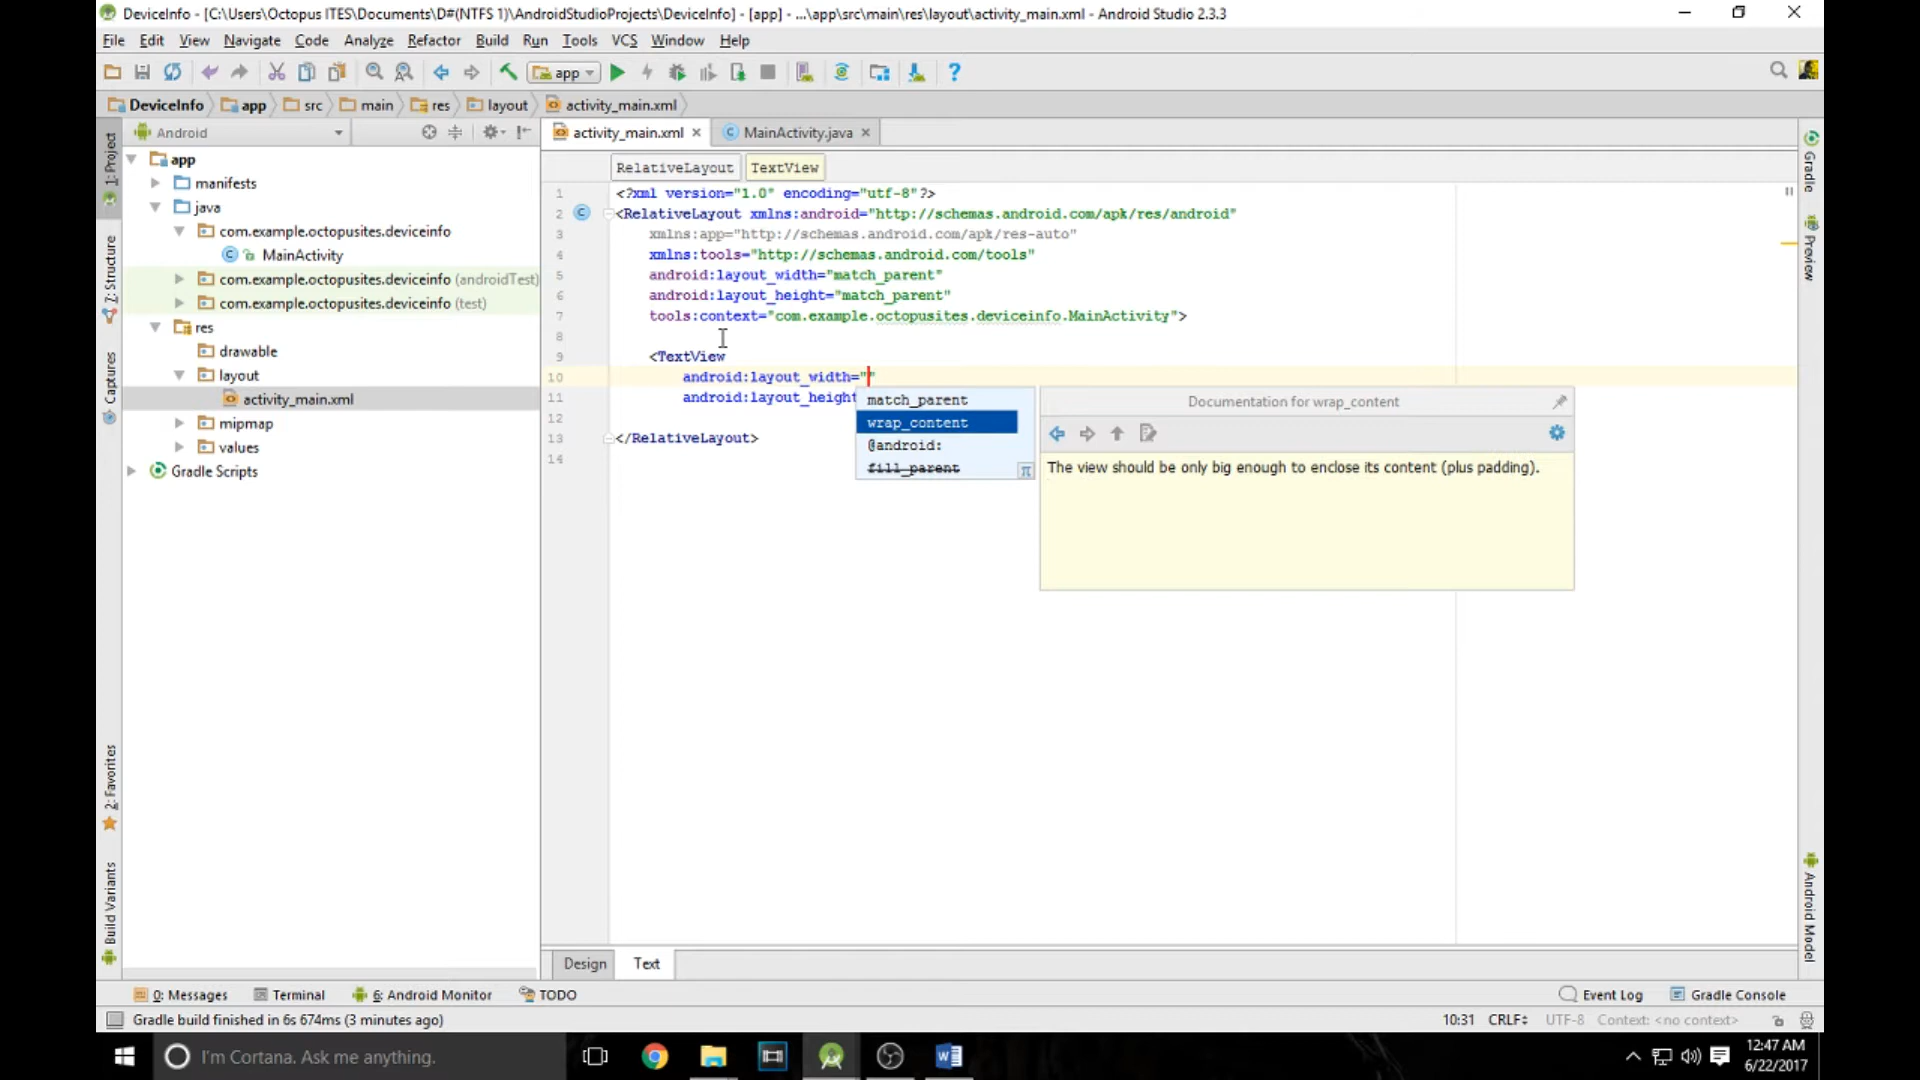 DeviceInfo - [C:\Users\Octopus ITES\Documents\D#(NTFS 1)\AndroidStudioProjects\DeviceInfo] - [app] - ...\app\src\main\res\layout\activity_main.xml - Android Studio 2.3.3
File Edit View Navigate Code Analyze Refactor Build Run Tools VCS Window Help
app
DeviceInfo app src main res layout activity_main.xml
Android
activity_main.xml MainActivity.java
RelativeLayout TextView
1: Project
7: Structure
Captures
2: Favorites
Build Variants
app
manifests
java
com.example.octopusites.deviceinfo
MainActivity
com.example.octopusites.deviceinfo (androidTest)
com.example.octopusites.deviceinfo (test)
res
drawable
layout
activity_main.xml
mipmap
values
Gradle Scripts
1 <?xml version="1.0" encoding="utf-8"?>
2 <RelativeLayout xmlns:android="http://schemas.android.com/apk/res/android"
3 xmlns:app="http://schemas.android.com/apk/res-auto"
4 xmlns:tools="http://schemas.android.com/tools"
5 android:layout_width="match_parent"
6 android:layout_height="match_parent"
7 tools:context="com.example.octopusites.deviceinfo.MainActivity">
8
9 <TextView
10 android:layout_width=""
11 android:layout_height
12
13 </RelativeLayout>
14
match_parent
wrap_content
@android:
fill_parent
π
Documentation for wrap_content
The view should be only big enough to enclose its content (plus padding).
Gradle
Preview
Android Model
Design Text
0: Messages Terminal 6: Android Monitor TODO Event Log Gradle Console
Gradle build finished in 6s 674ms (3 minutes ago) 10:31 CRLF UTF-8 Context: <no context>
I'm Cortana. Ask me anything.
12:47 AM
6/22/2017